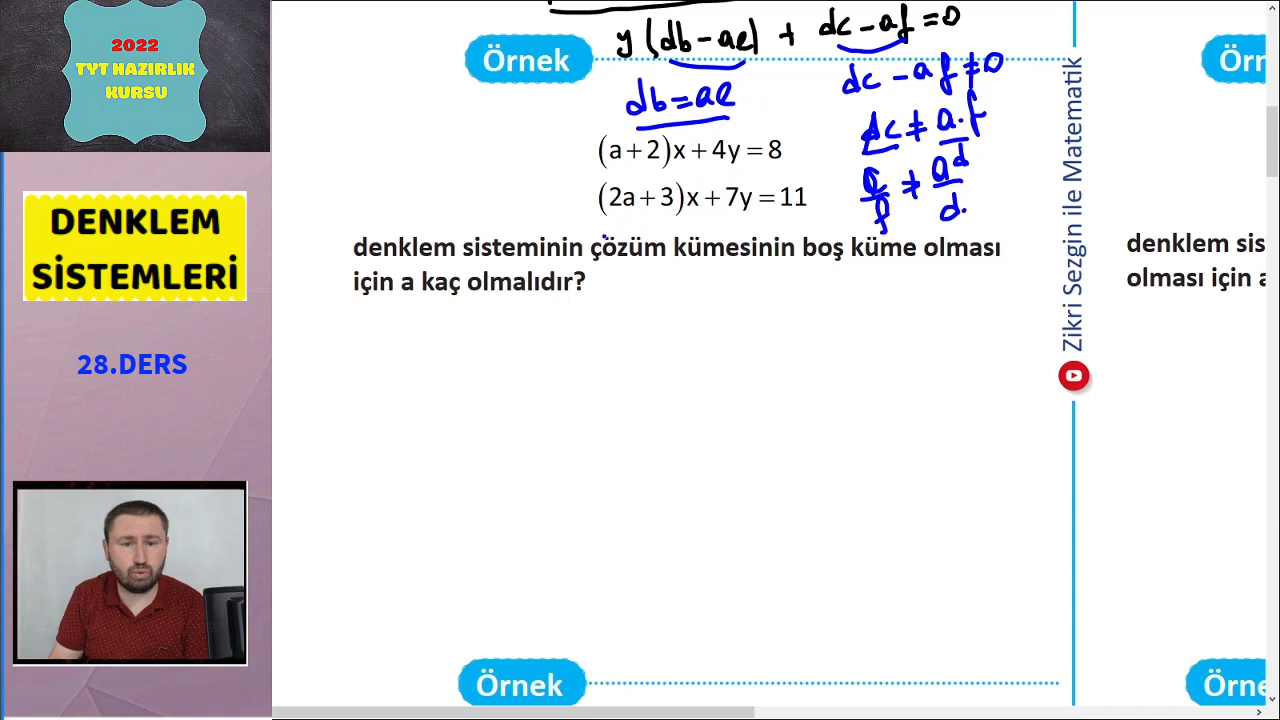 2022
TYT HAZIRLIK
KURSU
DENKLEM
SİSTEMLERİ
28.DERS
y (db - ae) + dc - af = 0
Örnek
db = ae
dc - af ≠ 0
dc ≠ a.f
(a + 2)x + 4y = 8
(2a + 3)x + 7y = 11
denklem sisteminin çözüm kümesinin boş küme olması
için a kaç olmalıdır?
Zikri Sezgin ile Matematik
Örnek
denklem sis
olması için a